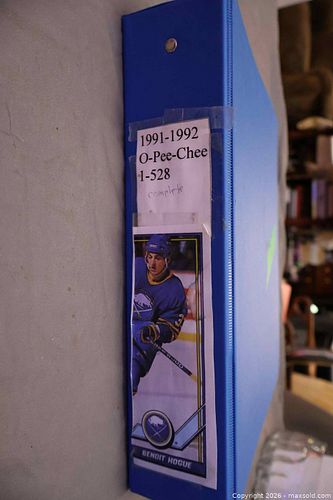 1991-1992
O-Pee-Chee
1-528
complete
BENOIT HOGUE
Copyright © 2026 - maxsold.com